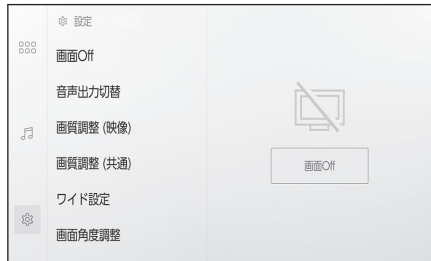 設定
画面Off
音声出力切替
画質調整 (映像)
画質調整 (共通)
ワイド設定
画面角度調整
画面Off